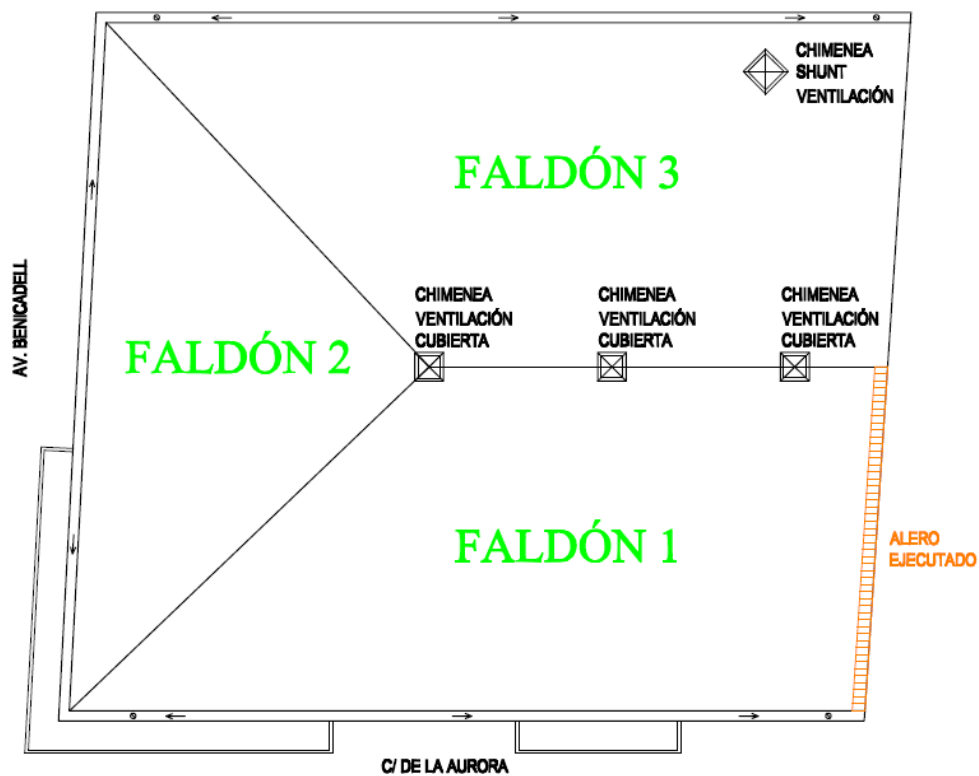 CHIMENEA
SHUNT
VENTILACIÓN
FALDÓN 3
AV. BENICADELL
CHIMENEA
VENTILACIÓN
CUBIERTA
CHIMENEA
VENTILACIÓN
CUBIERTA
CHIMENEA
VENTILACIÓN
CUBIERTA
FALDÓN 2
FALDÓN 1
ALERO
EJECUTADO
C/ DE LA AURORA